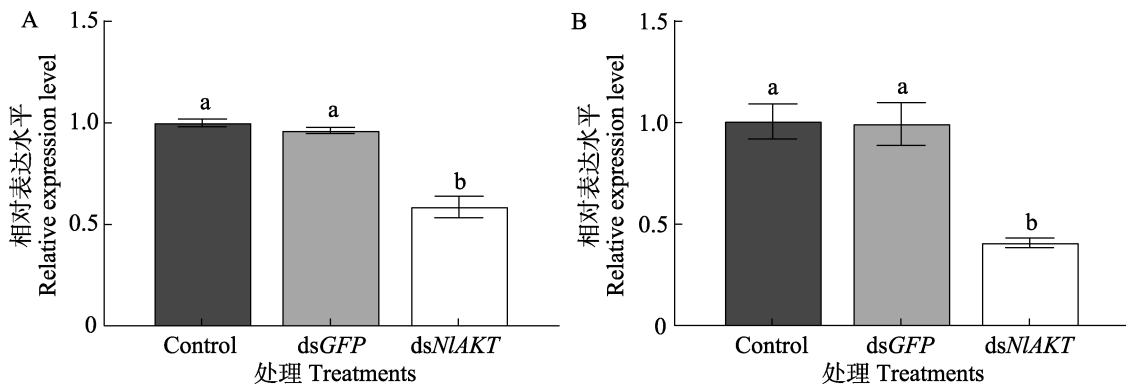 A
相对表达水平
Relative expression level
1.5
1.0
0.5
0
a
a
b
Control
dsGFP
dsNlAKT
处理 Treatments
B
相对表达水平
Relative expression level
1.5
1.0
0.5
0
a
a
b
Control
dsGFP
dsNlAKT
处理 Treatments